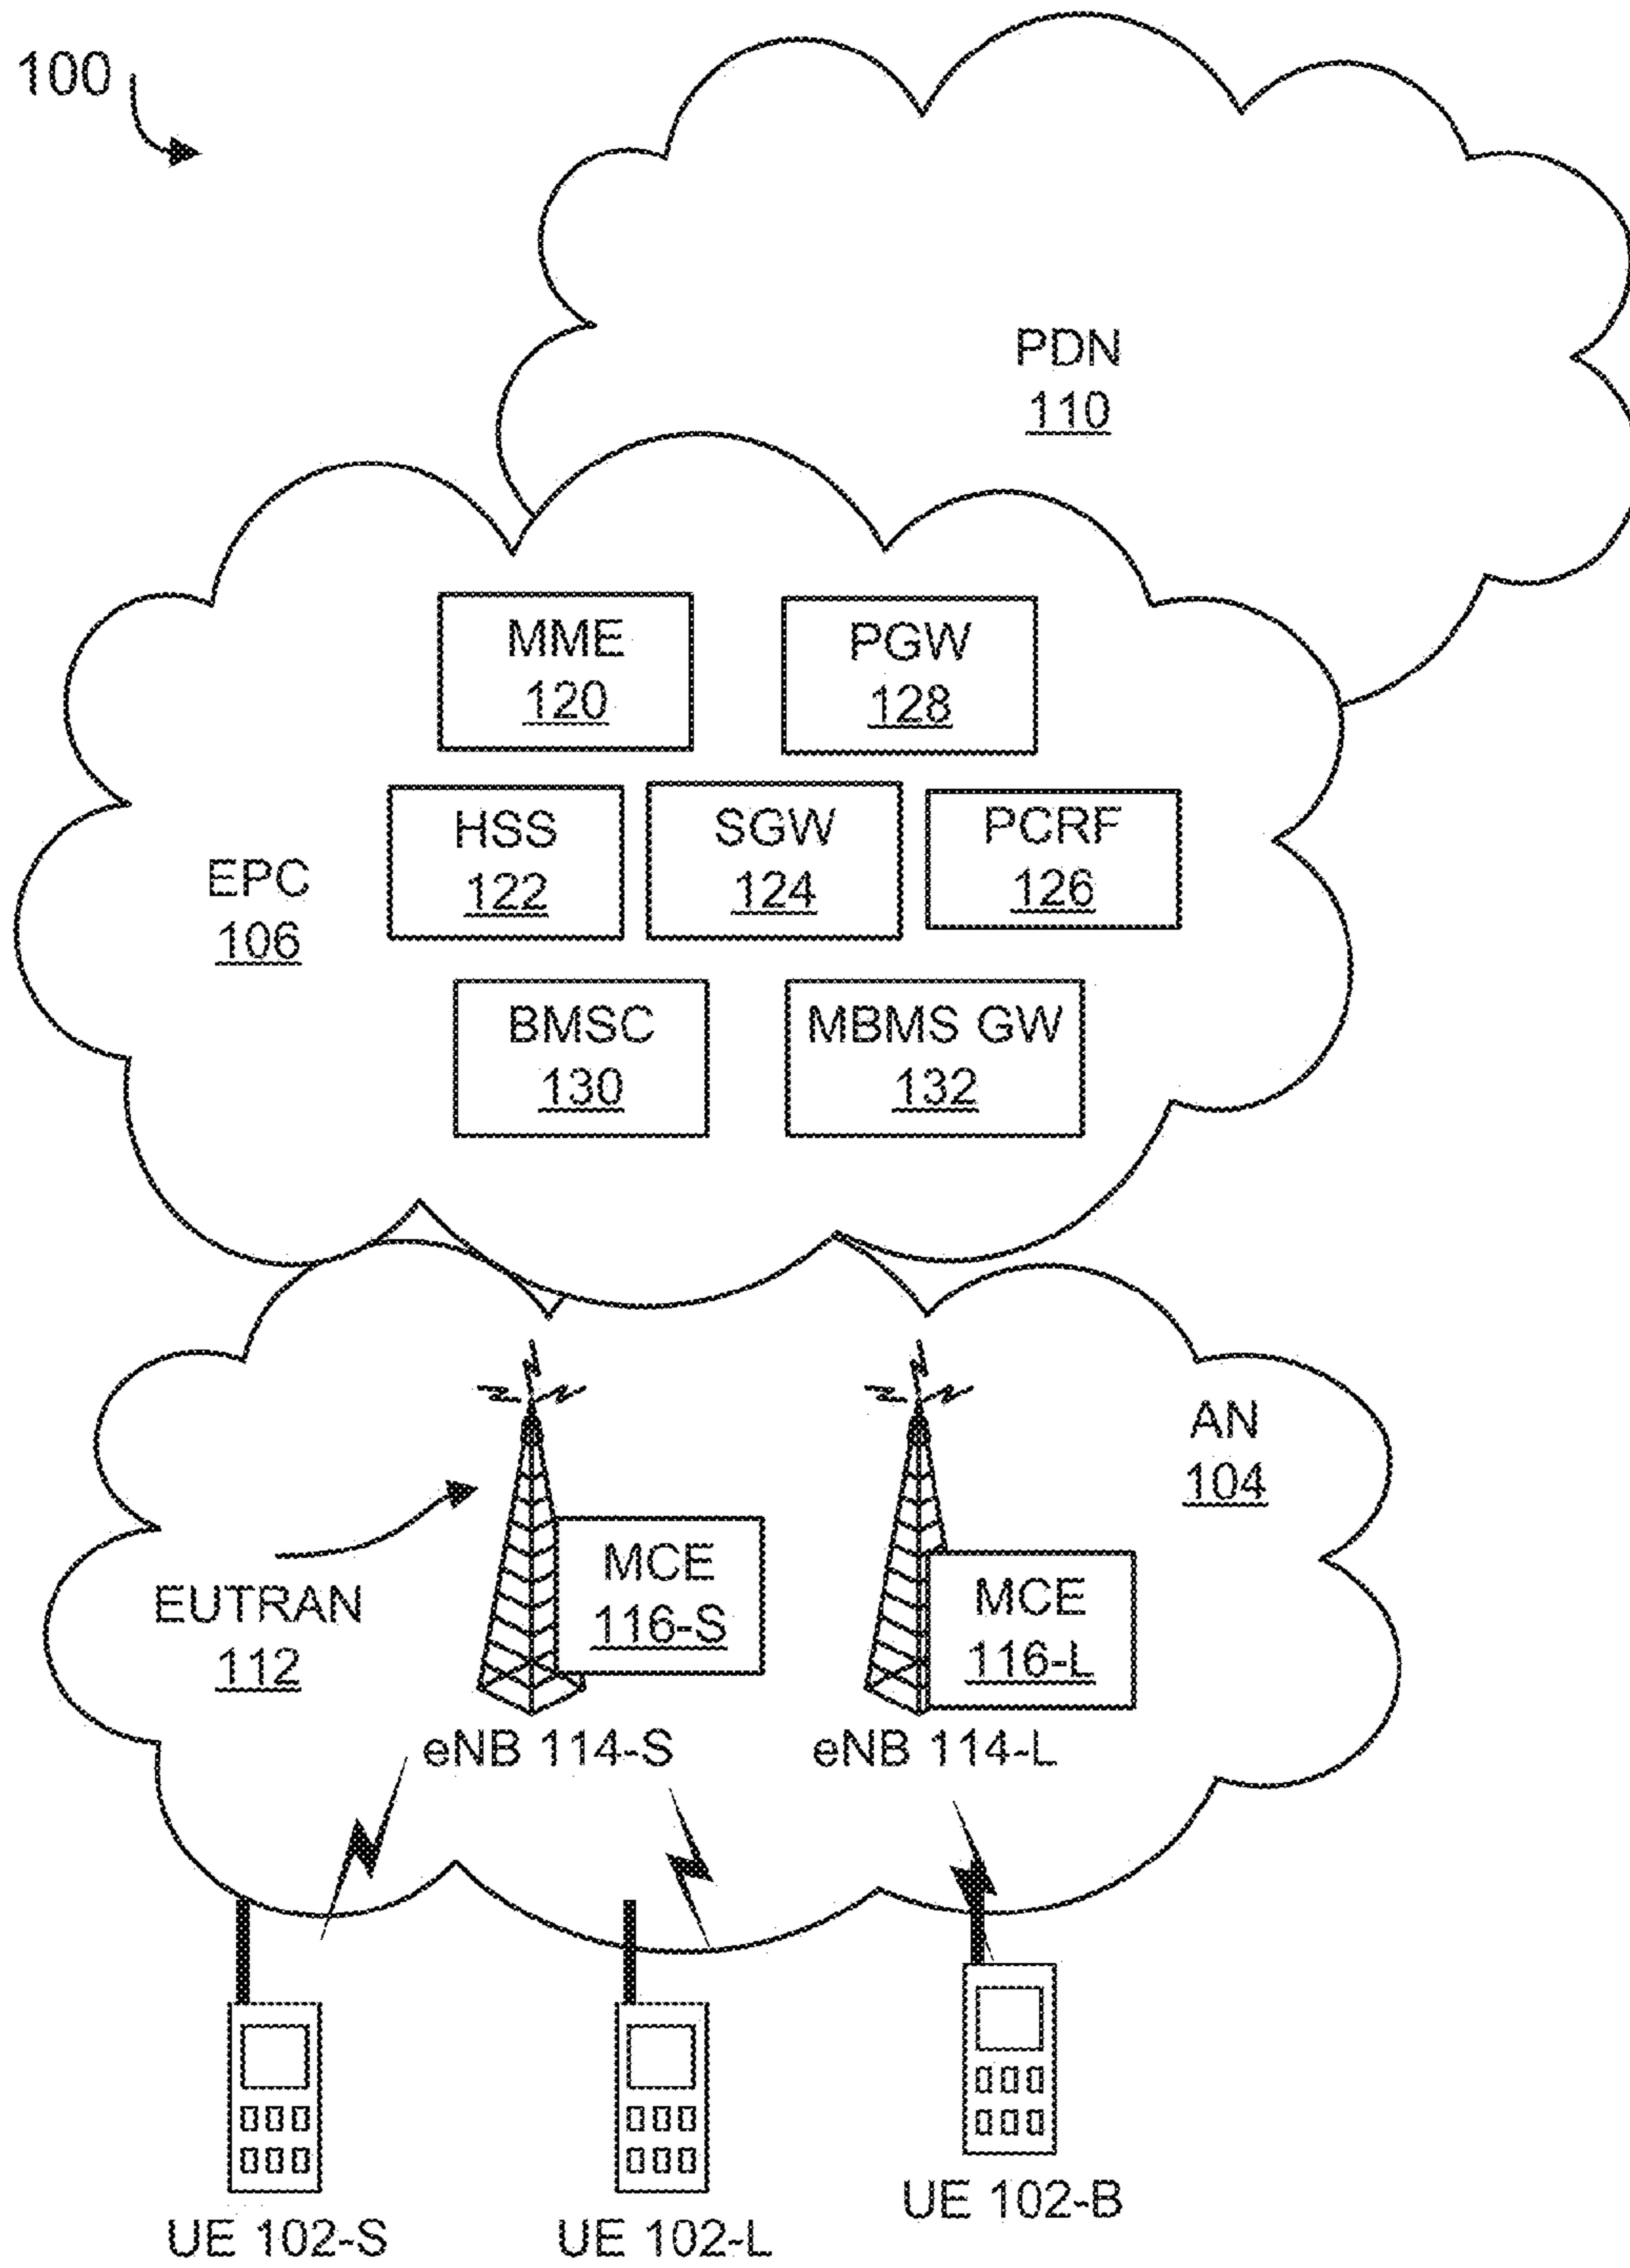 100
PDN
110
MME
120
PGW
128
HSS
122
SGW
124
PCRF
126
EPC
106
BMSC
130
MBMS GW
132
AN
104
MCE
116-S
MCE
116-L
EUTRAN
112
eNB 114-S
eNB 114-L
UE 102-S
UE 102-L
UE 102-B